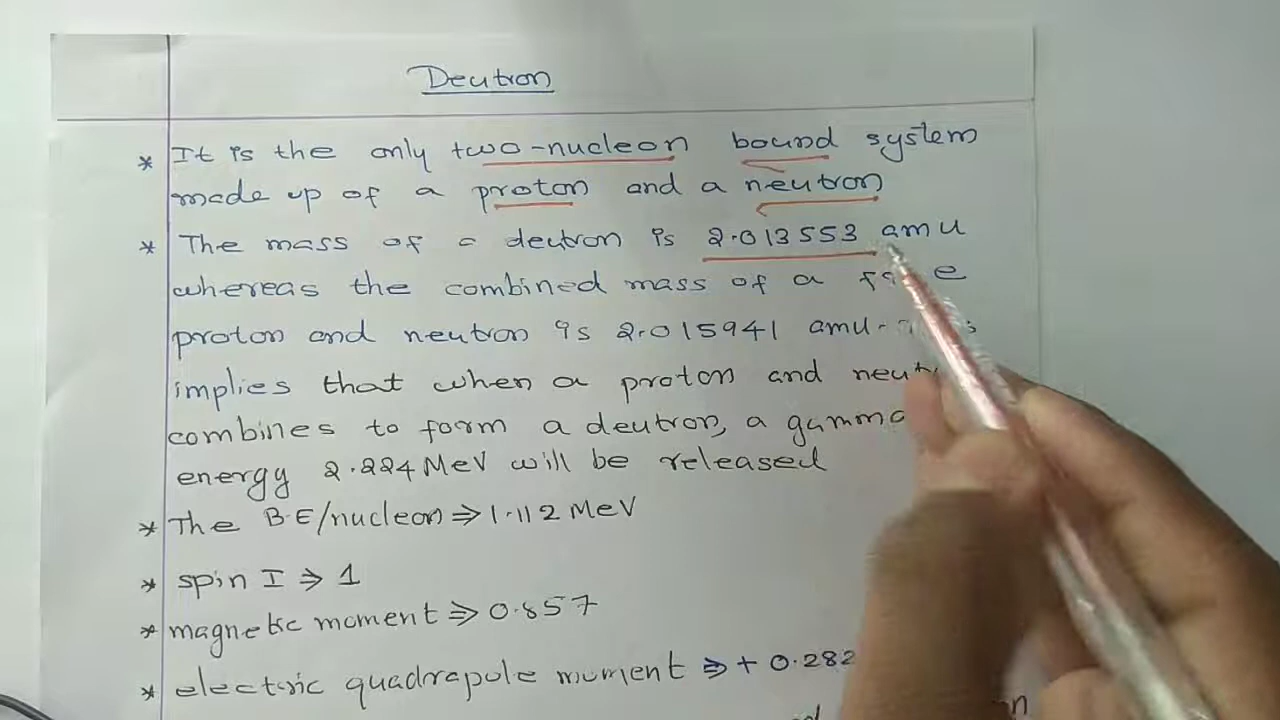 Deutron
* It is the only two-nucleon bound system
made up of a proton and a neutron
* The mass of a deutron is 2.013553 amu
whereas the combined mass of a
proton and neutron is 2.015941 amu.
implies that when a proton and
combines to form a deutron, a gamma
energy 2.224 MeV will be released
* The B.E/nucleon ⇒ 1.112 MeV
* spin I ⇒ 1
* magnetic moment ⇒ 0.857
* electric quadrapole moment ⇒ + 0.282